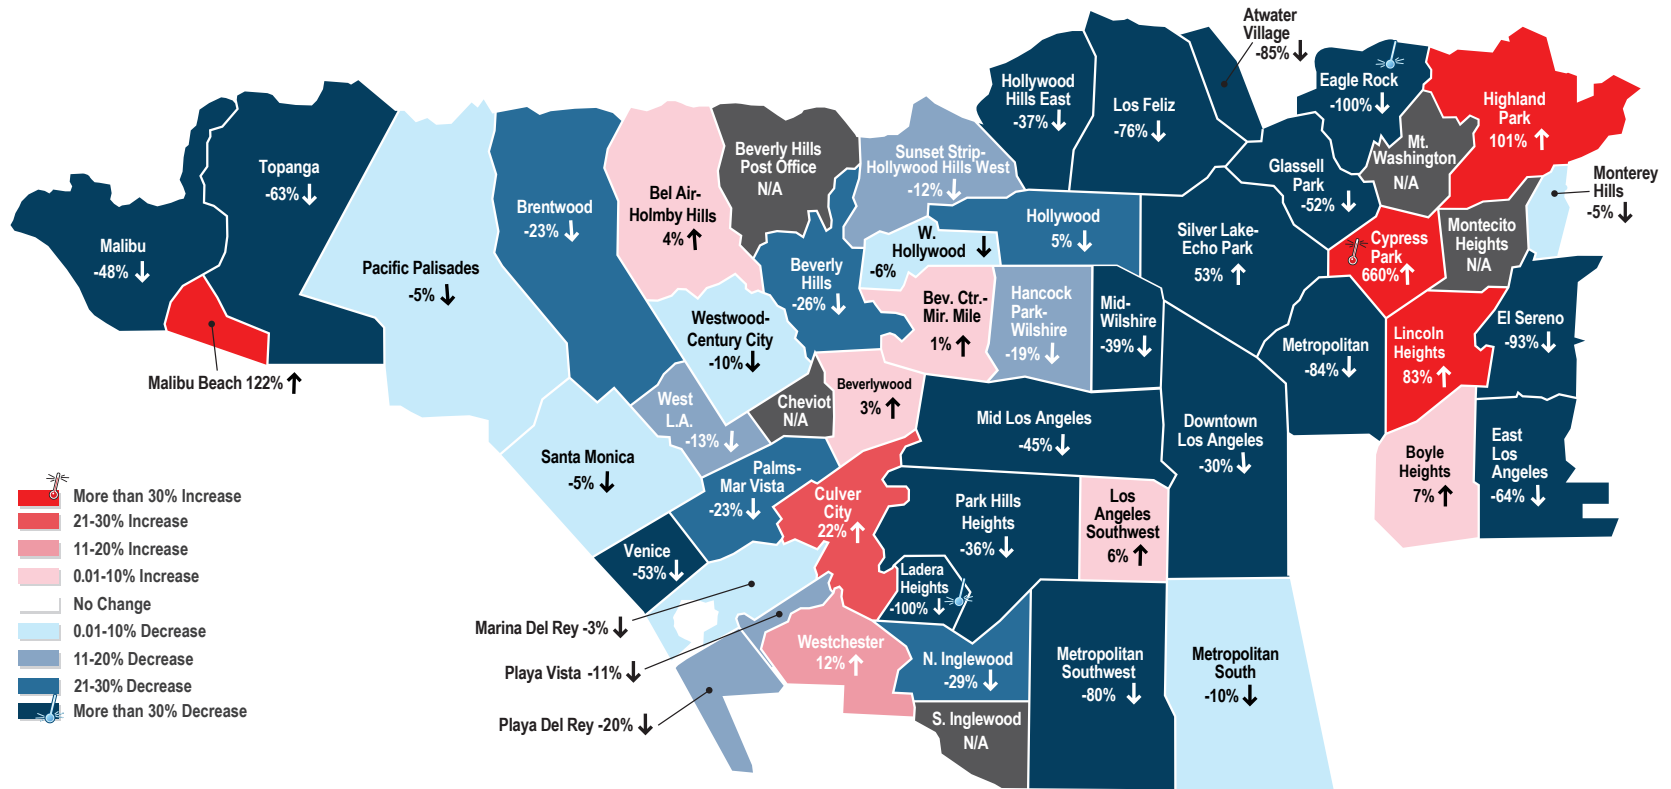 Atwater
Village
-85%
Hollywood
Hills East
-37%
Los Feliz
-76%
Eagle Rock
-100%
Highland
Park
101%
Mt.
Washington
N/A
Glassell
Park
-52%
Monterey
Hills
-5%
Topanga
-63%
Malibu
-48%
Malibu Beach 122%
Pacific Palisades
-5%
Brentwood
-23%
Bel Air-
Holmby Hills
4%
Beverly Hills
Post Office
N/A
Sunset Strip-
Hollywood Hills West
-12%
Beverly
Hills
-26%
W.
Hollywood
-6%
Hollywood
5%
Silver Lake-
Echo Park
53%
Cypress
Park
660%
Montecito
Heights
N/A
Westwood-
Century City
-10%
Bev. Ctr.-
Mir. Mile
1%
Hancock
Park-
Wilshire
-19%
Mid-
Wilshire
-39%
Metropolitan
-84%
Lincoln
Heights
83%
El Sereno
-93%
West
L.A.
-13%
Cheviot
N/A
Beverlywood
3%
Mid Los Angeles
-45%
Downtown
Los Angeles
-30%
Boyle
Heights
7%
East
Los
Angeles
-64%
Santa Monica
-5%
Palms-
Mar Vista
-23%
Culver
City
22%
Park Hills
Heights
-36%
Los
Angeles
Southwest
6%
Venice
-53%
Ladera
Heights
-100%
Marina Del Rey -3%
Playa Vista -11%
Playa Del Rey -20%
Westchester
12%
N. Inglewood
-29%
S. Inglewood
N/A
Metropolitan
Southwest
-80%
Metropolitan
South
-10%
More than 30% Increase
21-30% Increase
11-20% Increase
0.01-10% Increase
No Change
0.01-10% Decrease
11-20% Decrease
21-30% Decrease
More than 30% Decrease